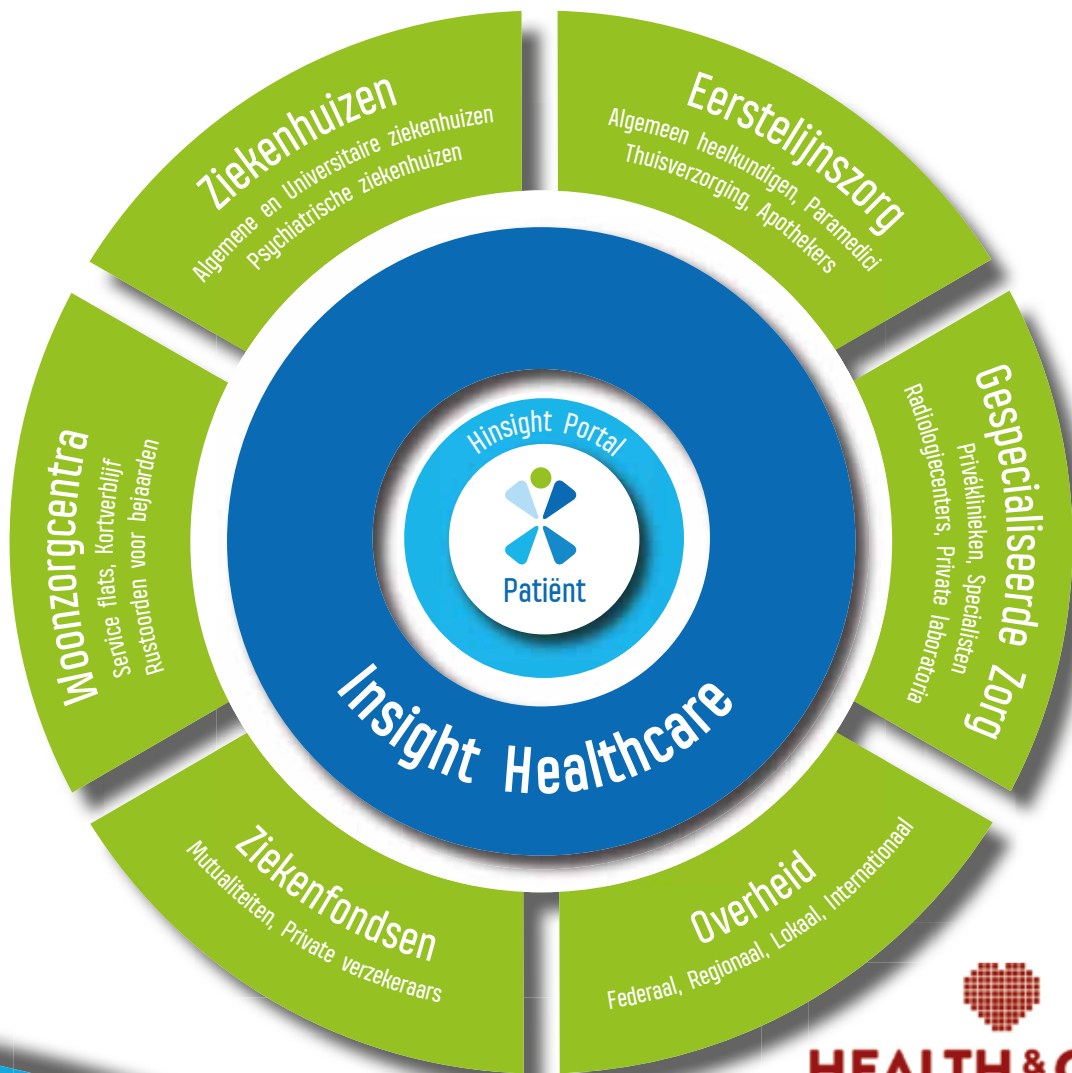 Ziekenhuizen
Algemene en Universitaire ziekenhuizen
Psychiatrische ziekenhuizen
Eerstelijnszorg
Algemeen heelkundigen, Paramedici
Thuisverzorging, Apothekers
Gespecialiseerde Zorg
Privéklinieken, Specialisten
Radiologiecenters, Private laboratoria
Overheid
Federaal, Regionaal, Lokaal, Internationaal
Ziekenfondsen
Mutualiteiten, Private verzekeraars
Woonzorgcentra
Service flats, Kortverblijf
Rustoorden voor bejaarden
Hinsight Portal
Patiënt
Insight Healthcare
HEALTH &